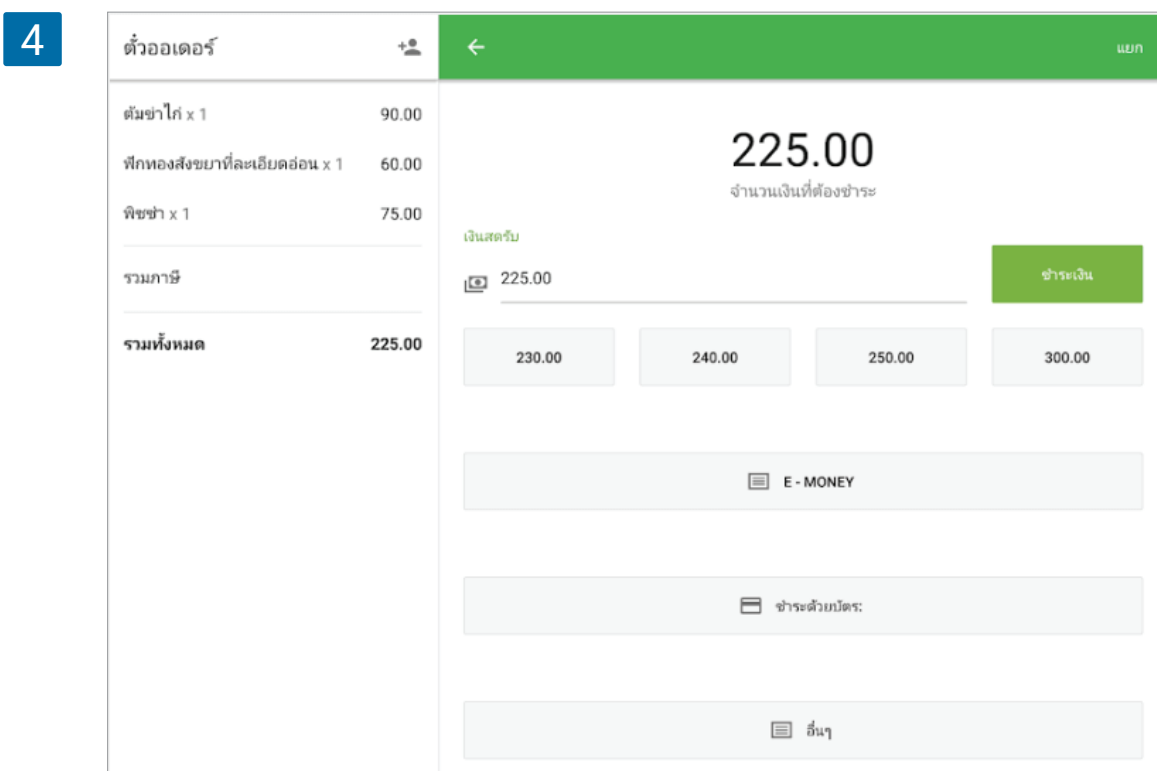 4
ตั๋วออเดอร์
แยก
ต้มข่าไก่ x 1 90.00
ฟักทองสังขยาที่ละเอียดอ่อน x 1 60.00
พิซซ่า x 1 75.00
รวมภาษี
รวมทั้งหมด 225.00
225.00
จำนวนเงินที่ต้องชำระ
เงินสดรับ
225.00
ชำระเงิน
230.00 240.00 250.00 300.00
E - MONEY
ชำระด้วยบัตร:
อื่นๆ